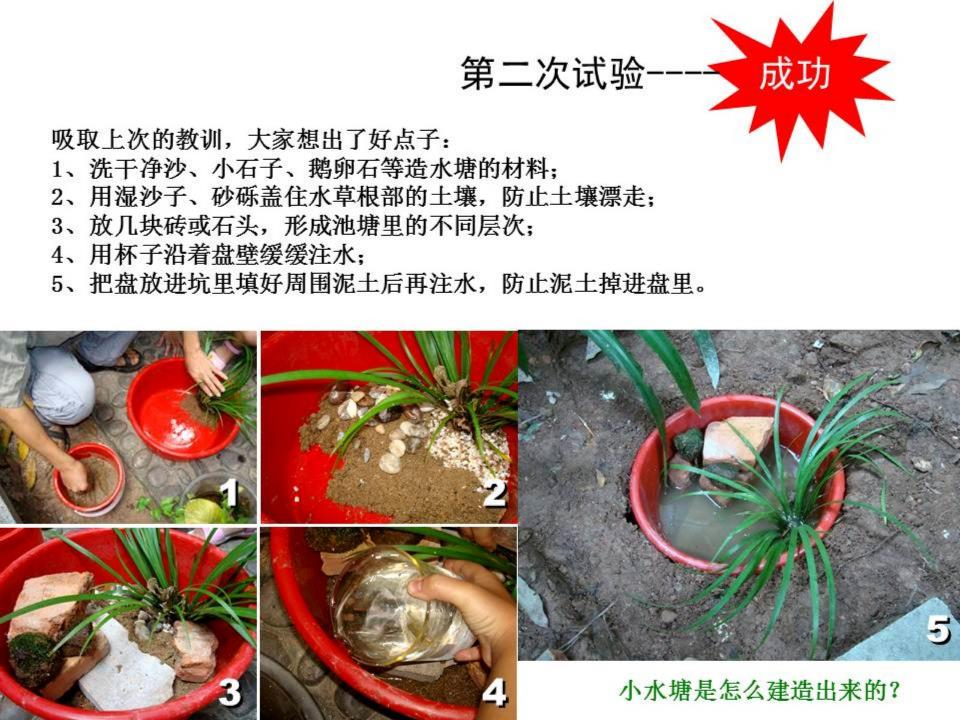 第二次试验----成功
吸取上次的教训，大家想出了好点子：
1、洗干净沙、小石子、鹅卵石等造水塘的材料；
2、用湿沙子、砂砾盖住水草根部的土壤，防止土壤漂走；
3、放几块砖或石头，形成池塘里的不同层次；
4、用杯子沿着盘壁缓缓注水；
5、把盘放进坑里填好周围泥土后再注水，防止泥土掉进盘里。
1
2
3
4
5
小水塘是怎么建造出来的？